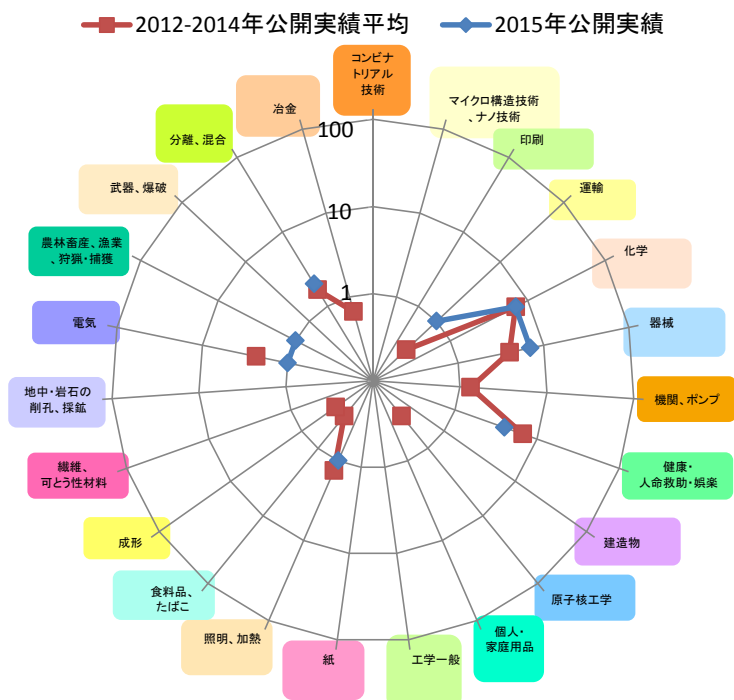 2012-2014年公開実績平均
2015年公開実績
コンビナ
トリアル
技術
マイクロ構造技術
、ナノ技術
印刷
運輸
化学
器械
機関、ポンプ
健康・
人命救助・娯楽
建造物
原子核工学
個人・
家庭用品
工学一般
紙
照明、加熱
食料品、
たばこ
成形
繊維、
可とう性材料
地中・岩石の
削孔、採鉱
電気
農林畜産、漁業
、狩猟・捕獲
武器、爆破
分離、混合
冶金
100
10
1